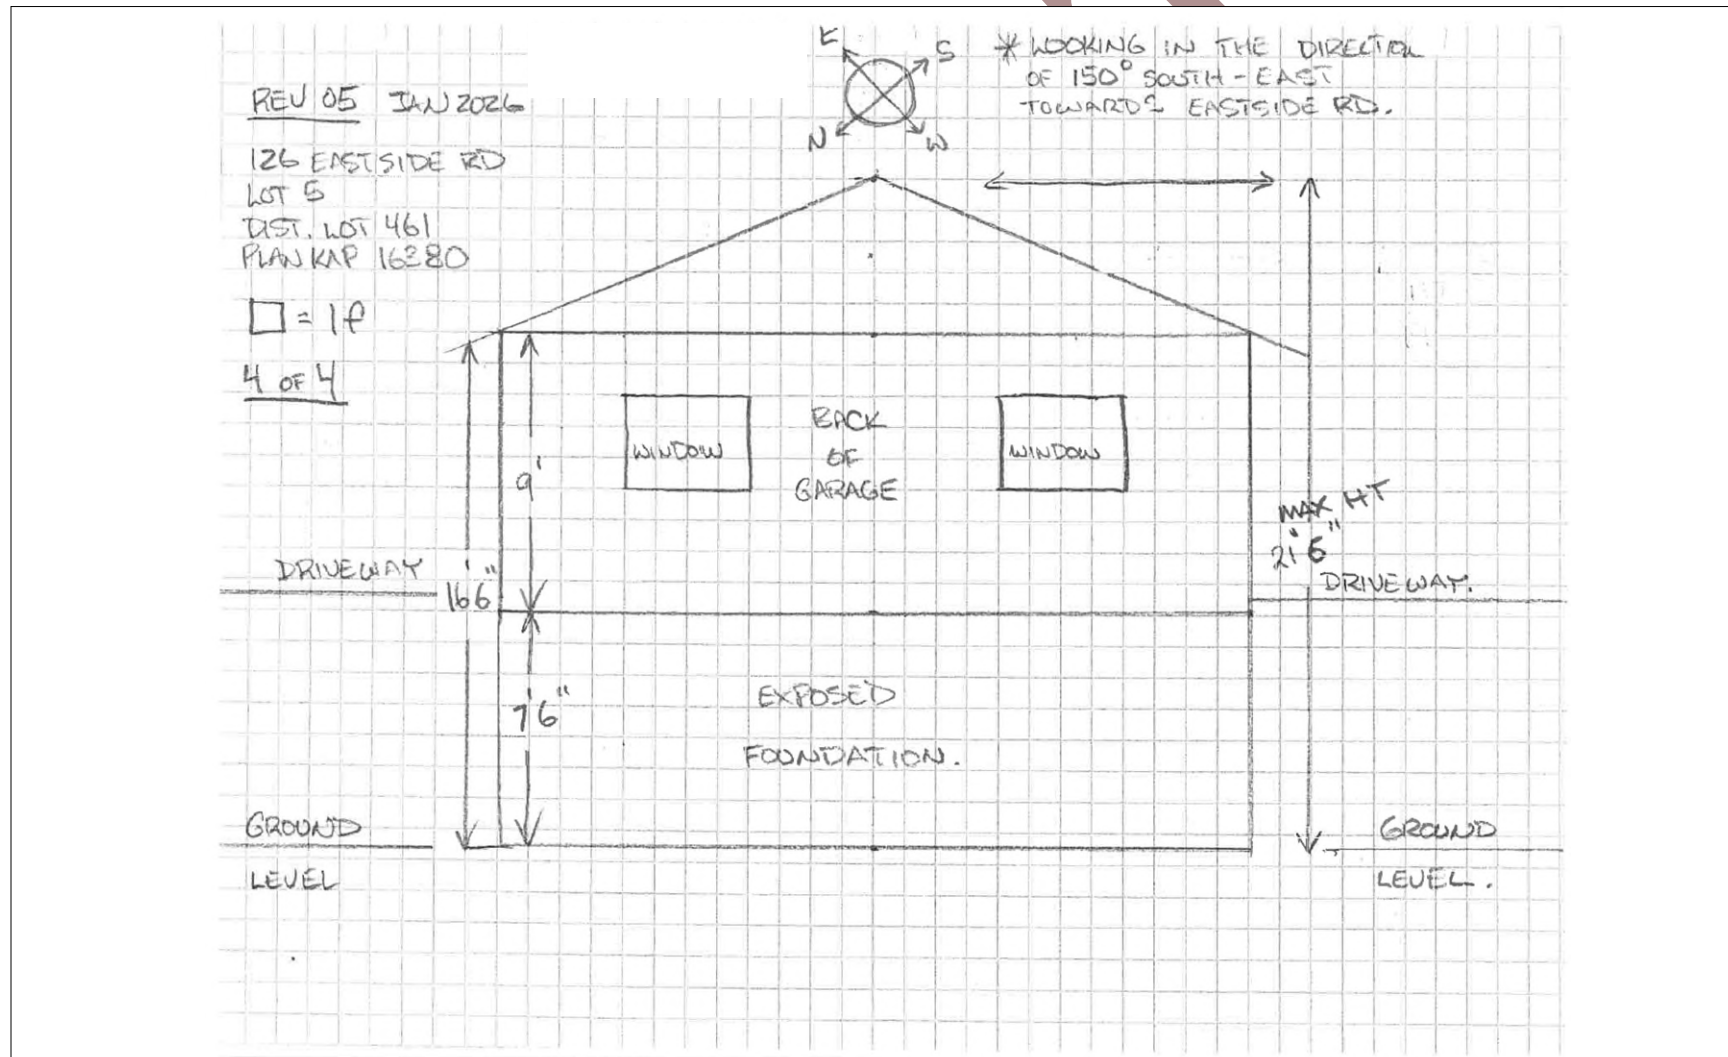 REV 05 JAN 2026
126 EASTSIDE RD
LOT 5
DIST. LOT 461
PLAN KAP 16380
□ = 1f
4 OF 4
E
S
N
W
* LOOKING IN THE DIRECTION
OF 150° SOUTH - EAST
TOWARDS EASTSIDE RD.
WINDOW
BACK
OF
GARAGE
WINDOW
9'
MAX HT
21'6"
DRIVEWAY
16'6"
DRIVEWAY.
7'6"
EXPOSED
FOUNDATION.
GROUND
LEVEL
GROUND
LEVEL.